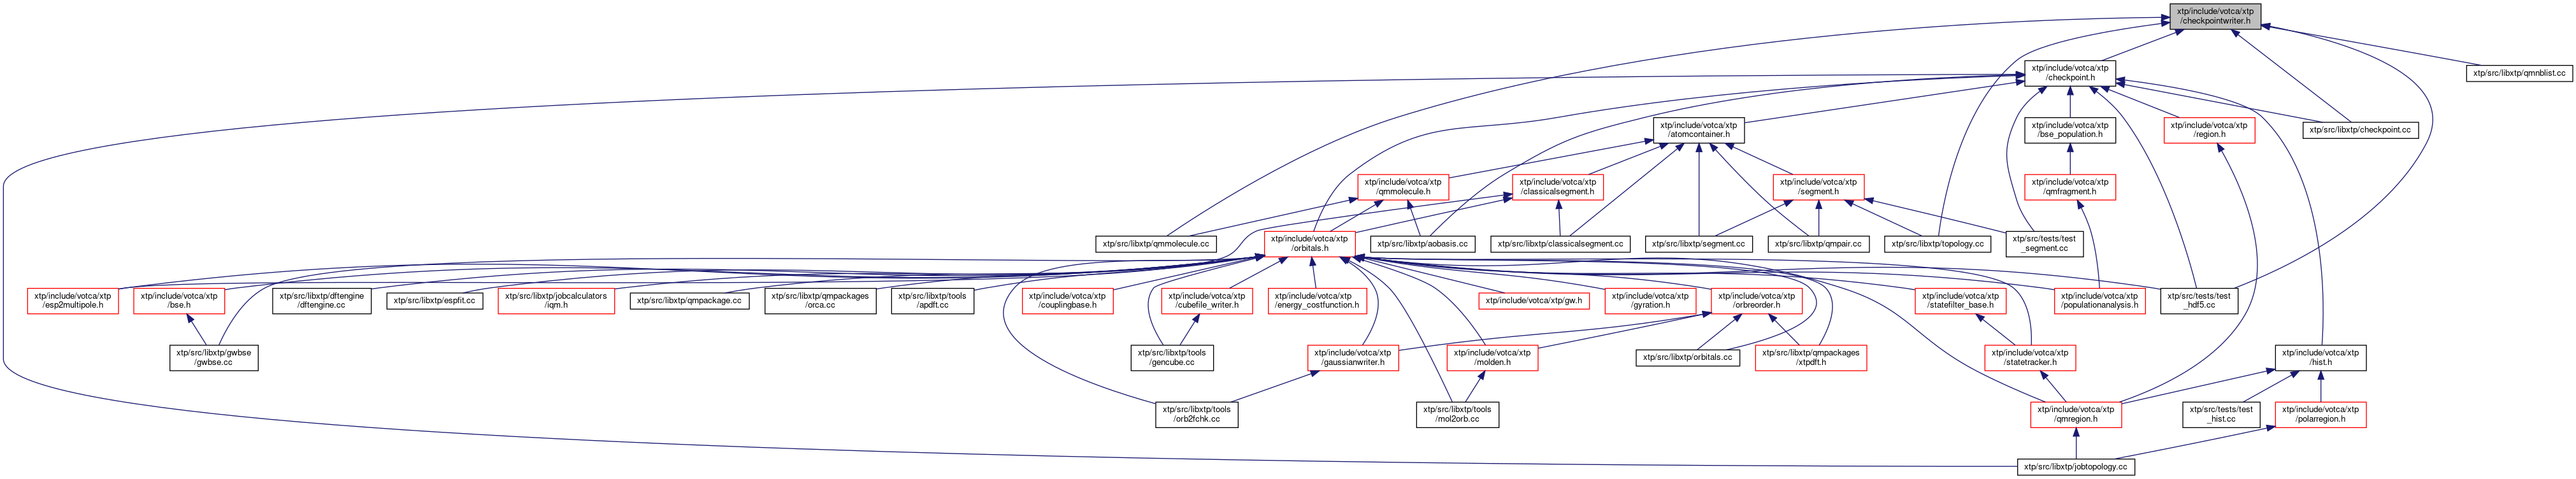 xtp/include/votca/xtp
/checkpointwriter.h
xtp/include/votca/xtp
/checkpoint.h
xtp/src/libxtp/qmnblist.cc
xtp/include/votca/xtp
/atomcontainer.h
xtp/include/votca/xtp
/bse_population.h
xtp/include/votca/xtp
/region.h
xtp/src/libxtp/checkpoint.cc
xtp/include/votca/xtp
/qmmolecule.h
xtp/include/votca/xtp
/classicalsegment.h
xtp/include/votca/xtp
/segment.h
xtp/include/votca/xtp
/qmfragment.h
xtp/src/libxtp/qmmolecule.cc
xtp/include/votca/xtp
/orbitals.h
xtp/src/libxtp/aobasis.cc
xtp/src/libxtp/classicalsegment.cc
xtp/src/libxtp/segment.cc
xtp/src/libxtp/qmpair.cc
xtp/src/libxtp/topology.cc
xtp/src/tests/test
_segment.cc
xtp/include/votca/xtp
/esp2multipole.h
xtp/include/votca/xtp
/bse.h
xtp/src/libxtp/dftengine
/dftengine.cc
xtp/src/libxtp/espfit.cc
xtp/src/libxtp/jobcalculators
/iqm.h
xtp/src/libxtp/qmpackage.cc
xtp/src/libxtp/qmpackages
/orca.cc
xtp/src/libxtp/tools
/apdft.cc
xtp/include/votca/xtp
/couplingbase.h
xtp/include/votca/xtp
/cubefile_writer.h
xtp/include/votca/xtp
/energy_costfunction.h
xtp/include/votca/xtp/gw.h
xtp/include/votca/xtp
/gyration.h
xtp/include/votca/xtp
/orbreorder.h
xtp/include/votca/xtp
/statefilter_base.h
xtp/include/votca/xtp
/populationanalysis.h
xtp/src/tests/test
_hdf5.cc
xtp/src/libxtp/gwbse
/gwbse.cc
xtp/src/libxtp/tools
/gencube.cc
xtp/include/votca/xtp
/gaussianwriter.h
xtp/include/votca/xtp
/molden.h
xtp/src/libxtp/orbitals.cc
xtp/src/libxtp/qmpackages
/xtpdft.h
xtp/include/votca/xtp
/statetracker.h
xtp/include/votca/xtp
/hist.h
xtp/src/libxtp/tools
/orb2fchk.cc
xtp/src/libxtp/tools
/mol2orb.cc
xtp/include/votca/xtp
/qmregion.h
xtp/src/tests/test
_hist.cc
xtp/include/votca/xtp
/polarregion.h
xtp/src/libxtp/jobtopology.cc